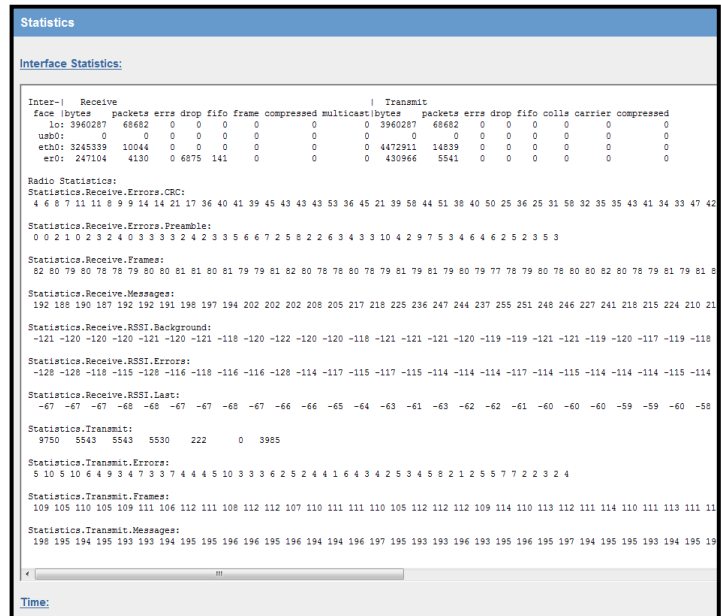 Statistics
Interface Statistics:
Inter-| Receive | Transmit
face |bytes packets errs drop fifo frame compressed multicast|bytes packets errs drop fifo colls carrier compressed
lo: 3960287 68682 0 0 0 0 0 0 3960287 68682 0 0 0 0 0 0
usb0: 0 0 0 0 0 0 0 0 0 0 0 0 0 0 0 0
eth0: 3245339 10044 0 0 0 0 0 0 4472911 14839 0 0 0 0 0 0
er0: 247104 4130 0 6875 141 0 0 0 430966 5541 0 0 0 0 0 0
Radio Statistics:
Statistics.Receive.Errors.CRC:
4 6 8 7 11 11 8 9 9 14 14 21 17 36 40 41 39 45 43 43 43 53 36 45 21 39 58 44 51 38 40 50 25 36 25 31 58 32 35 35 43 41 34 33 47 42
Statistics.Receive.Errors.Preamble:
0 0 2 1 0 2 3 2 4 0 3 3 3 3 2 4 2 3 3 5 6 6 7 2 5 8 2 2 6 3 4 3 3 10 4 2 9 7 5 3 4 6 4 6 2 5 2 3 5 3
Statistics.Receive.Frames:
82 80 79 80 78 78 79 80 80 81 81 80 81 79 79 81 82 80 78 78 80 78 79 81 79 81 79 80 79 77 78 79 80 78 80 80 82 80 78 79 81 79 81 8
Statistics.Receive.Messages:
192 188 190 187 192 192 191 198 197 194 202 202 202 208 205 217 218 225 236 247 244 237 255 251 248 246 227 241 218 215 224 210 21
Statistics.Receive.RSSI.Background:
-121 -120 -120 -120 -121 -120 -121 -118 -120 -122 -120 -120 -118 -121 -121 -121 -120 -119 -119 -121 -121 -119 -120 -117 -119 -118
Statistics.Receive.RSSI.Errors:
-128 -128 -118 -115 -128 -116 -118 -116 -116 -128 -114 -117 -115 -117 -115 -114 -114 -114 -117 -114 -115 -114 -114 -114 -115 -114
Statistics.Receive.RSSI.Last:
-67 -67 -67 -68 -68 -67 -67 -68 -67 -66 -66 -65 -64 -63 -61 -63 -62 -62 -61 -60 -60 -60 -59 -59 -60 -58
Statistics.Transmit:
9750 5543 5543 5530 222 0 3985
Statistics.Transmit.Errors:
5 10 5 10 6 4 9 3 4 7 3 3 7 4 4 4 5 10 3 3 3 6 2 5 2 4 4 1 6 4 3 4 2 5 3 4 5 8 2 1 2 5 5 7 7 2 2 3 2 4
Statistics.Transmit.Frames:
109 105 110 105 109 111 106 112 111 108 112 112 107 110 111 111 110 105 112 112 112 109 114 110 113 112 111 114 110 111 113 111 11
Statistics.Transmit.Messages:
198 195 194 195 193 193 194 195 195 196 196 195 196 194 194 196 197 195 193 193 196 193 195 196 195 197 194 195 195 193 194 195 19
Time: